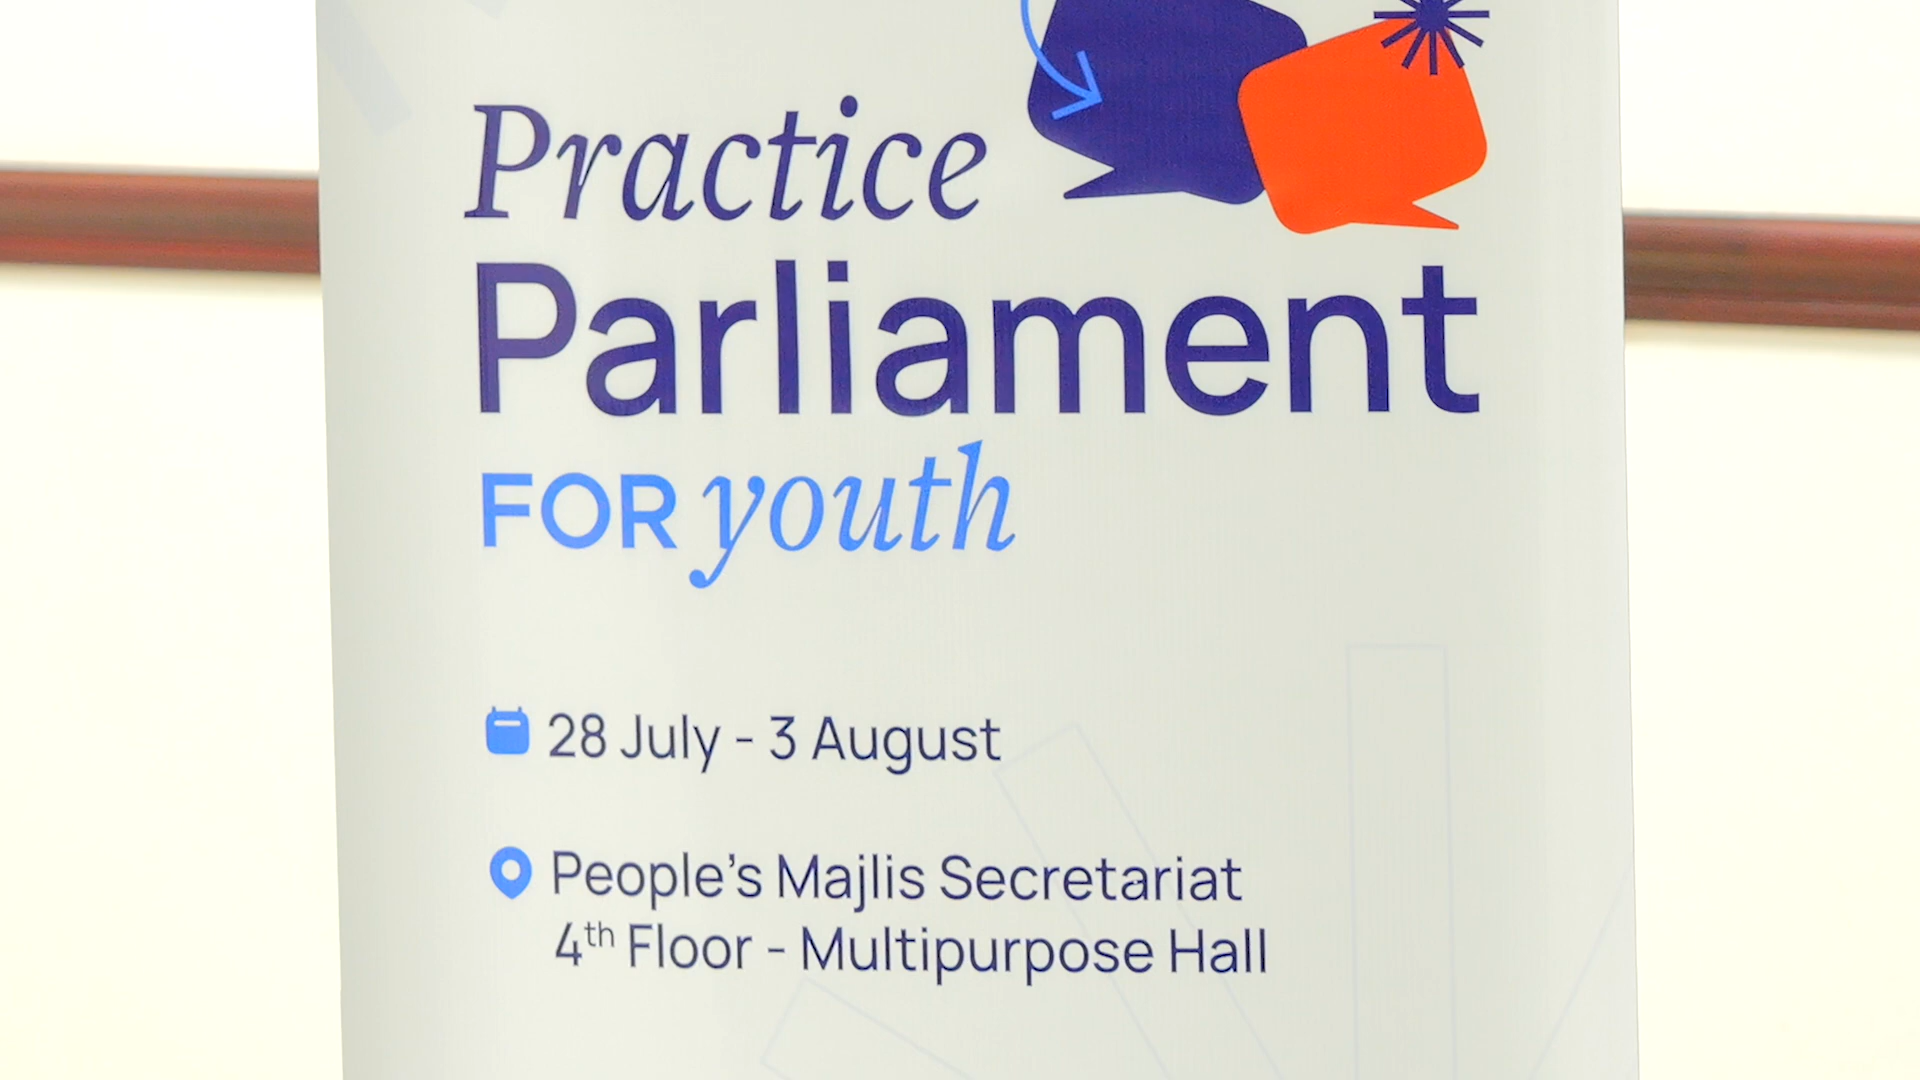 Practice
Parliament
FOR youth
28 July - 3 August
People's Majlis Secretariat
4th Floor - Multipurpose Hall